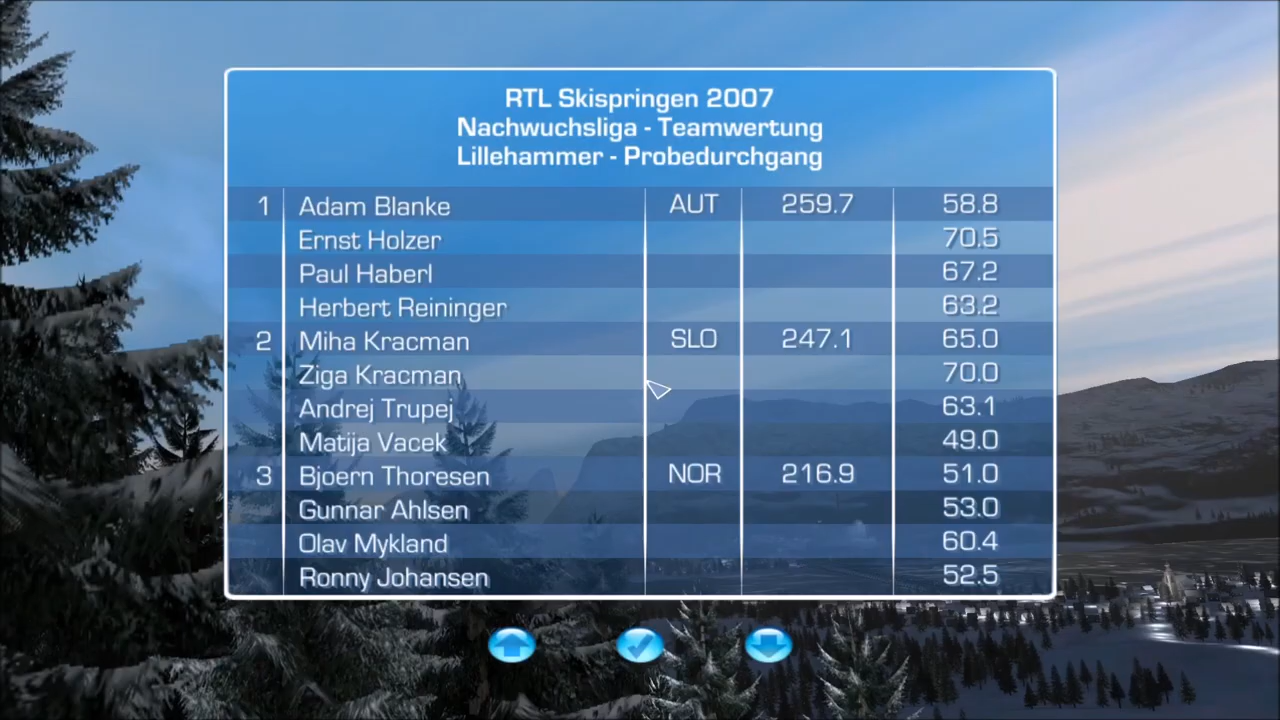 RTL Skispringen 2007
Nachwuchsliga - Teamwertung
Lillehammer - Probedurchgang
1 Adam Blanke AUT 259.7 58.8
Ernst Holzer 70.5
Paul Haberl 67.2
Herbert Reininger 63.2
2 Miha Kracman SLO 247.1 65.0
Ziga Kracman 70.0
Andrej Trupej 63.1
Matija Vacek 49.0
3 Bjoern Thoresen NOR 216.9 51.0
Gunnar Ahlsen 53.0
Olav Mykland 60.4
Ronny Johansen 52.5